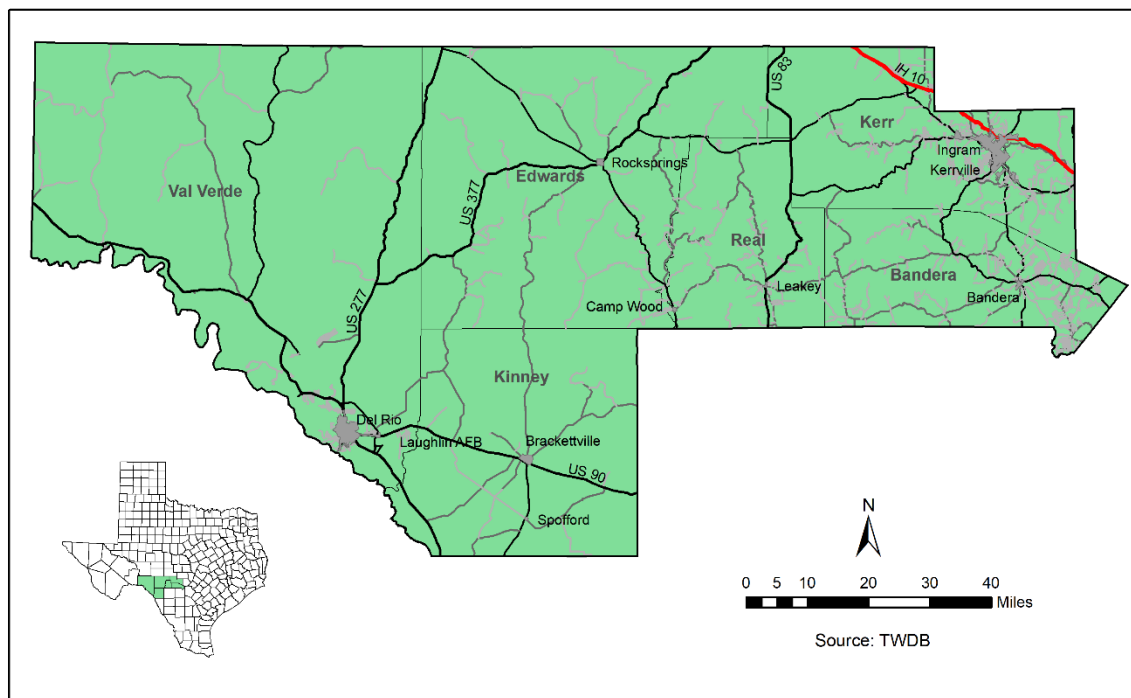 US 83
IH 10
Kerr
Ingram
Kerrville
Rocksprings
Edwards
Val Verde
US 377
Real
Bandera
Leakey
Bandera
Camp Wood
US 277
Kinney
Del Rio
Laughlin AFB
Brackettville
US 90
Spofford
N
0 5 10 20 30 40
Miles
Source: TWDB